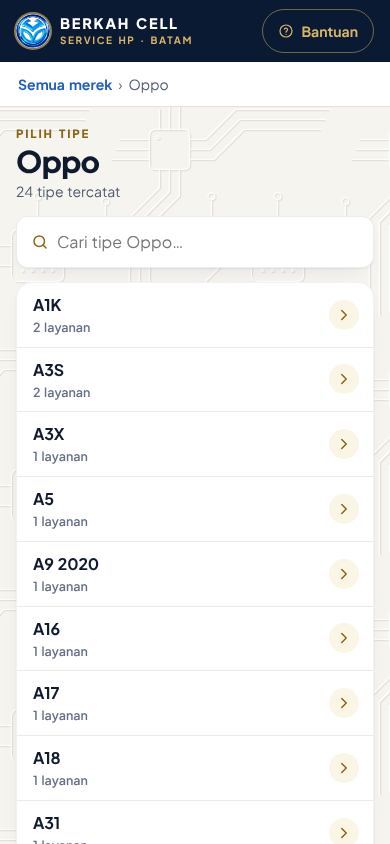 BERKAH CELL
SERVICE HP · BATAM
Bantuan
Semua merek › Oppo
PILIH TIPE
Oppo
24 tipe tercatat
Cari tipe Oppo...
A1K
2 layanan
A3S
2 layanan
A3X
1 layanan
A5
1 layanan
A9 2020
1 layanan
A16
1 layanan
A17
1 layanan
A18
1 layanan
A31
1 layanan